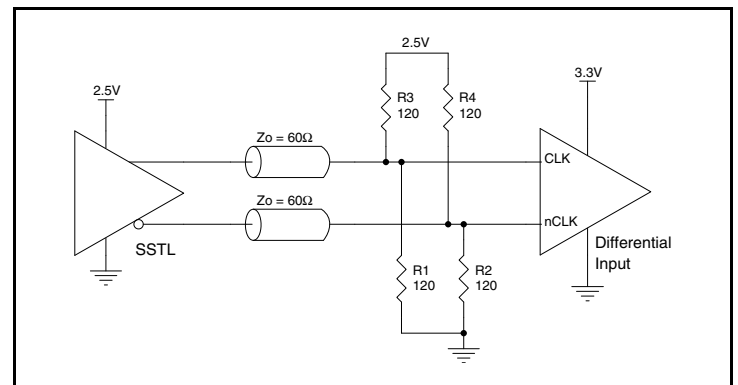 2.5V
3.3V
2.5V
R3
120
R4
120
Zo = 60Ω
CLK
Zo = 60Ω
nCLK
SSTL
Differential
Input
R1
120
R2
120